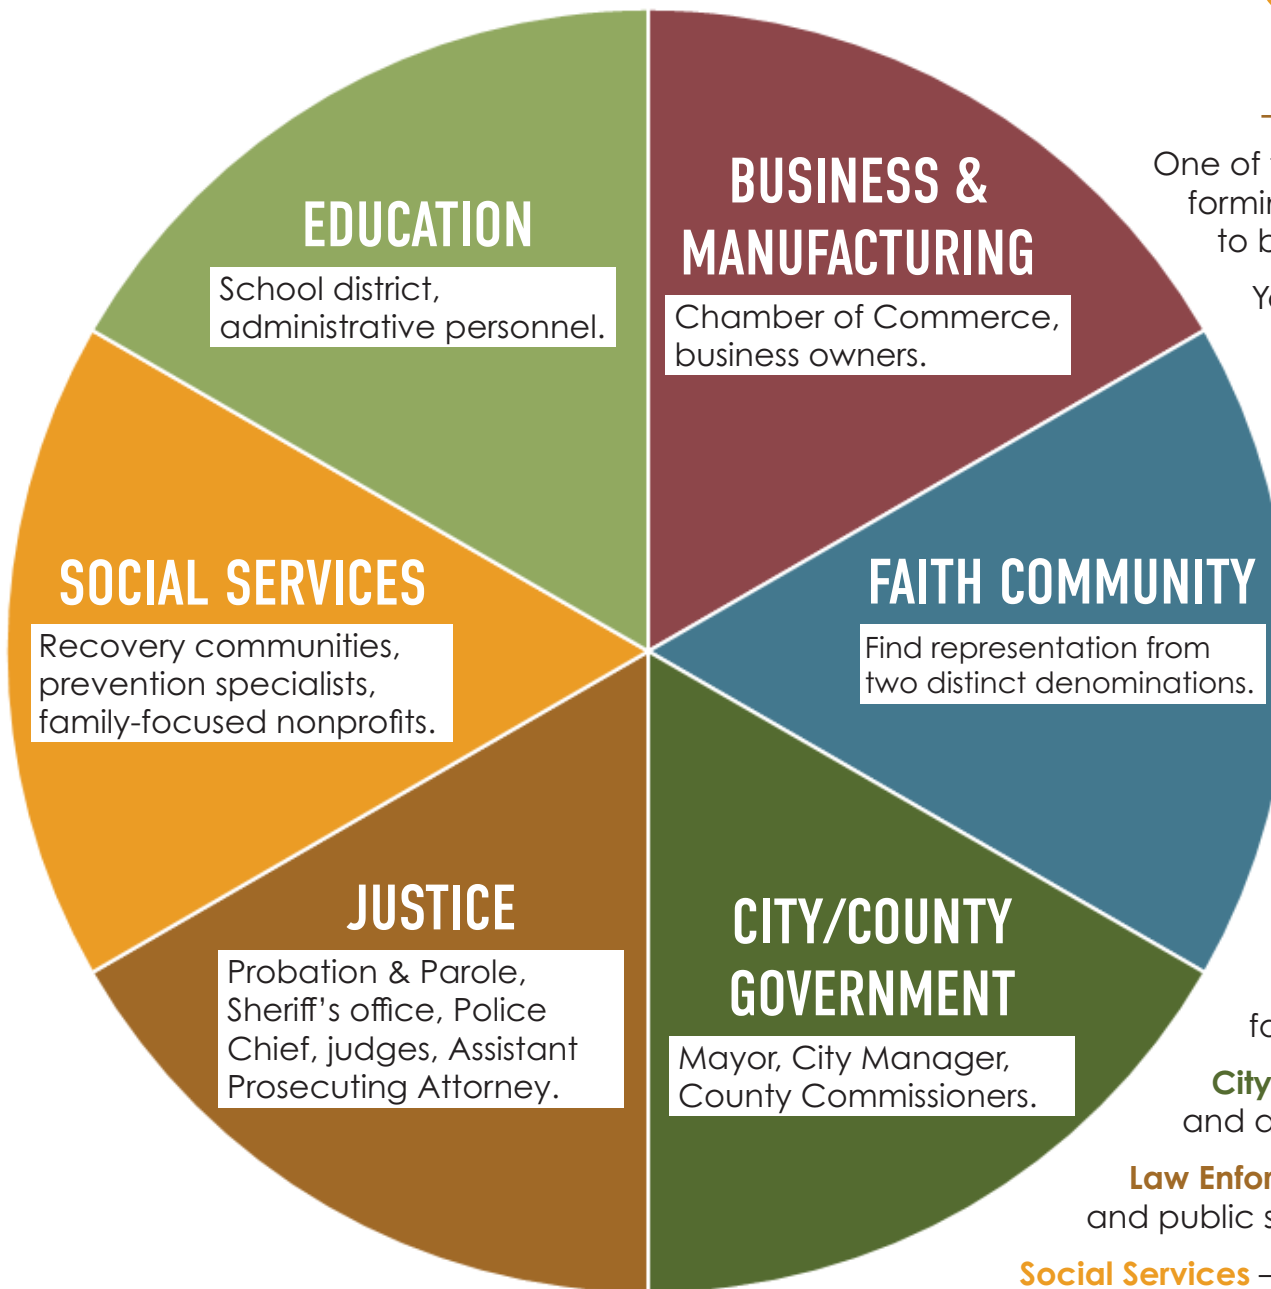 EDUCATION
School district,
administrative personnel.
BUSINESS &
MANUFACTURING
Chamber of Commerce,
business owners.
SOCIAL SERVICES
Recovery communities,
prevention specialists,
family-focused nonprofits.
FAITH COMMUNITY
Find representation from
two distinct denominations.
JUSTICE
Probation & Parole,
Sheriff's office, Police
Chief, judges, Assistant
Prosecuting Attorney.
CITY/COUNTY
GOVERNMENT
Mayor, City Manager,
County Commissioners.
One of
to
City
and
Law
and public
Social Services –